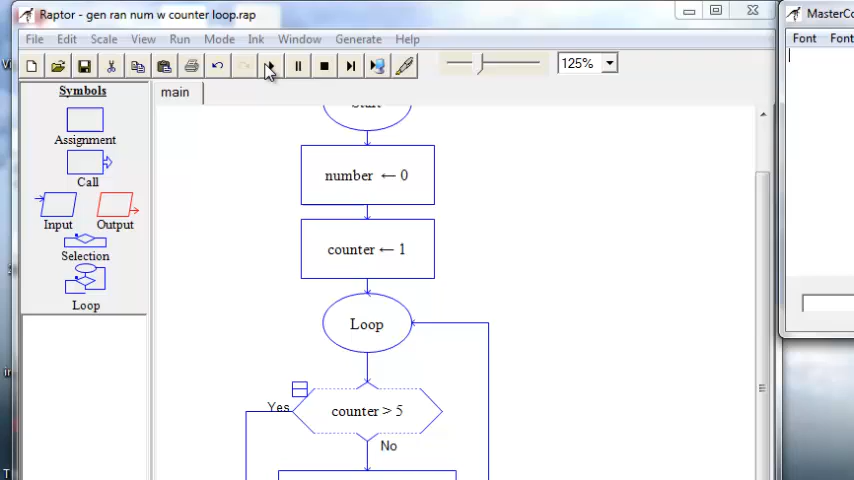 Raptor - gen ran num w counter loop.rap
File Edit Scale View Run Mode Ink Window Generate Help
125%
Symbols
Assignment
Call
Input Output
Selection
Loop
main
Start
number ← 0
counter ← 1
Loop
Yes
counter > 5
No
MasterCo
Font Font